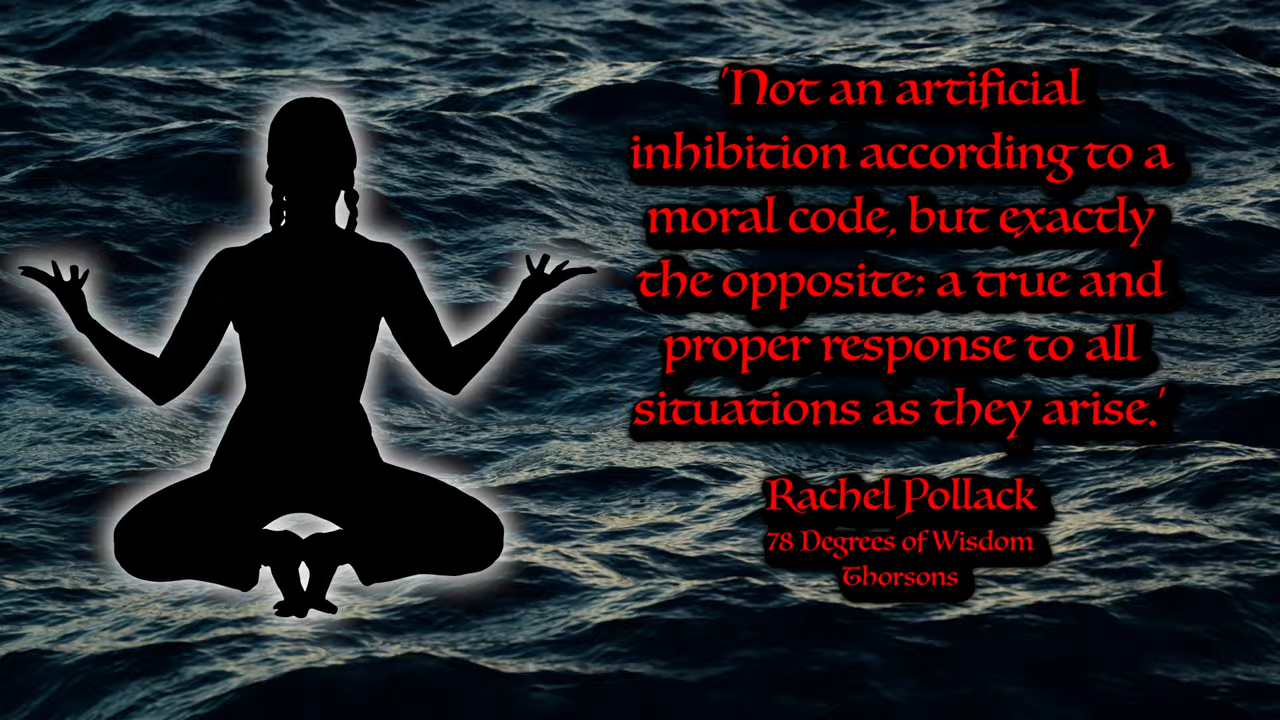 'Not an artificial
inhibition according to a
moral code, but exactly
the opposite; a true and
proper response to all
situations as they arise.'
Rachel Pollack
78 Degrees of Wisdom
Thorsons